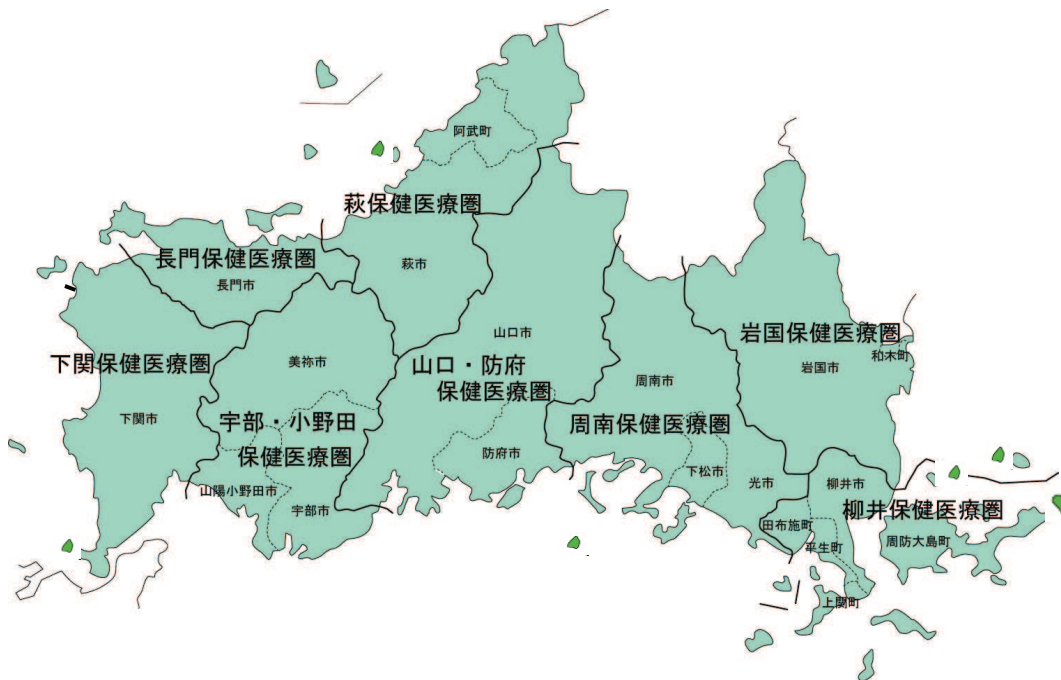 阿武町
萩保健医療圏
萩市
長門保健医療圏
長門市
山口市
岩国保健医療圏
和木町
岩国市
下関保健医療圏
下関市
美祢市
山口・防府
保健医療圏
防府市
周南市
周南保健医療圏
下松市
光市
宇部・小野田
保健医療圏
山陽小野田市
宇部市
柳井市
柳井保健医療圏
田布施町
平生町
周防大島町
上関町